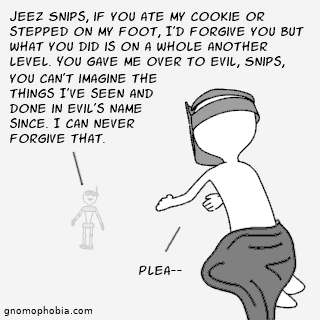 JEEZ SNIPS, IF YOU ATE MY COOKIE OR
STEPPED ON MY FOOT, I'D FORGIVE YOU BUT
WHAT YOU DID IS ON A WHOLE ANOTHER
LEVEL. YOU GAVE ME OVER TO EVIL, SNIPS,
YOU CAN'T IMAGINE THE
THINGS I'VE SEEN AND
DONE IN EVIL'S NAME
SINCE. I CAN NEVER
FORGIVE THAT.
PLEA--
gnomophobia.com